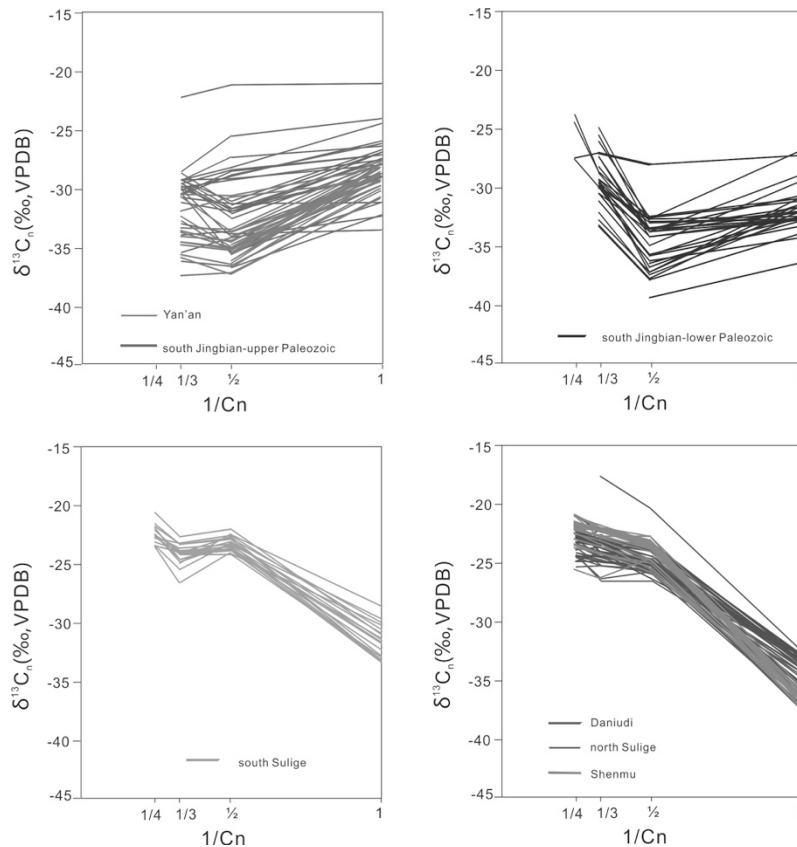 -15
-20
-25
-30
-35
-40
-45
δ¹³Cₙ(‰,VPDB)
Yan'an
south Jingbian-upper Paleozoic
1/4 1/3 ½ 1
1/Cn
-15
-20
-25
-30
-35
-40
-45
δ¹³Cₙ(‰,VPDB)
south Jingbian-lower Paleozoic
1/4 1/3 ½
1/Cn
-15
-20
-25
-30
-35
-40
-45
δ¹³Cₙ(‰,VPDB)
south Sulige
1/4 1/3 ½ 1
1/Cn
-15
-20
-25
-30
-35
-40
-45
δ¹³Cₙ(‰,VPDB)
Daniudi
north Sulige
Shenmu
1/4 1/3 ½
1/Cn